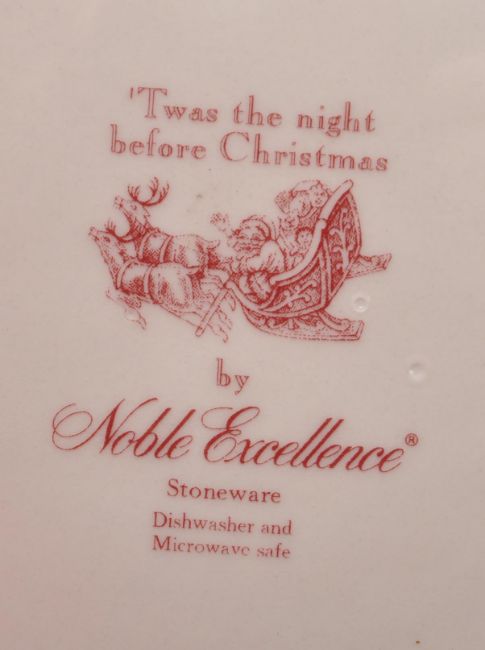 'Twas the night
before Christmas
by
Noble Excellence®
Stoneware
Dishwasher and
Microwave safe